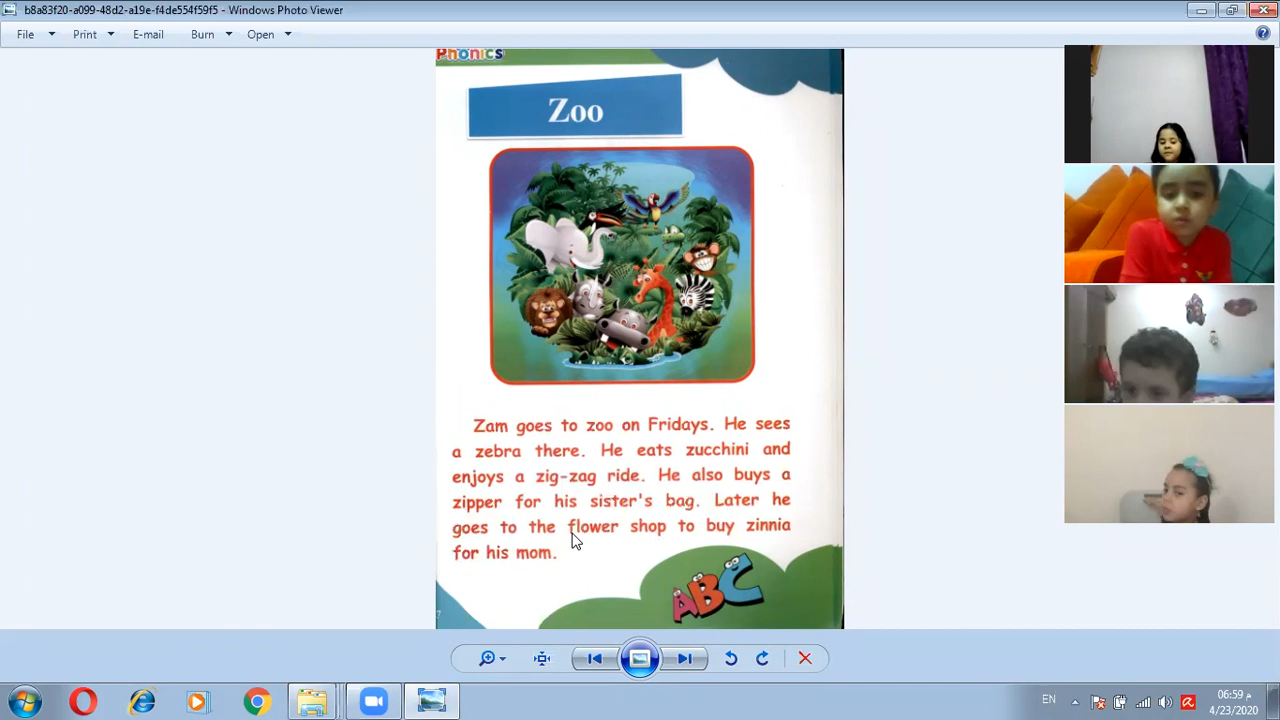 b8a83f20-a099-48d2-a19e-f4de554f59f5 - Windows Photo Viewer
File Print E-mail Burn Open
Phonics
Zoo
Zam goes to zoo on Fridays. He sees
a zebra there. He eats zucchini and
enjoys a zig-zag ride. He also buys a
zipper for his sister's bag. Later he
goes to the flower shop to buy zinnia
for his mom.
ABC
7
EN
06:59 م
4/23/2020